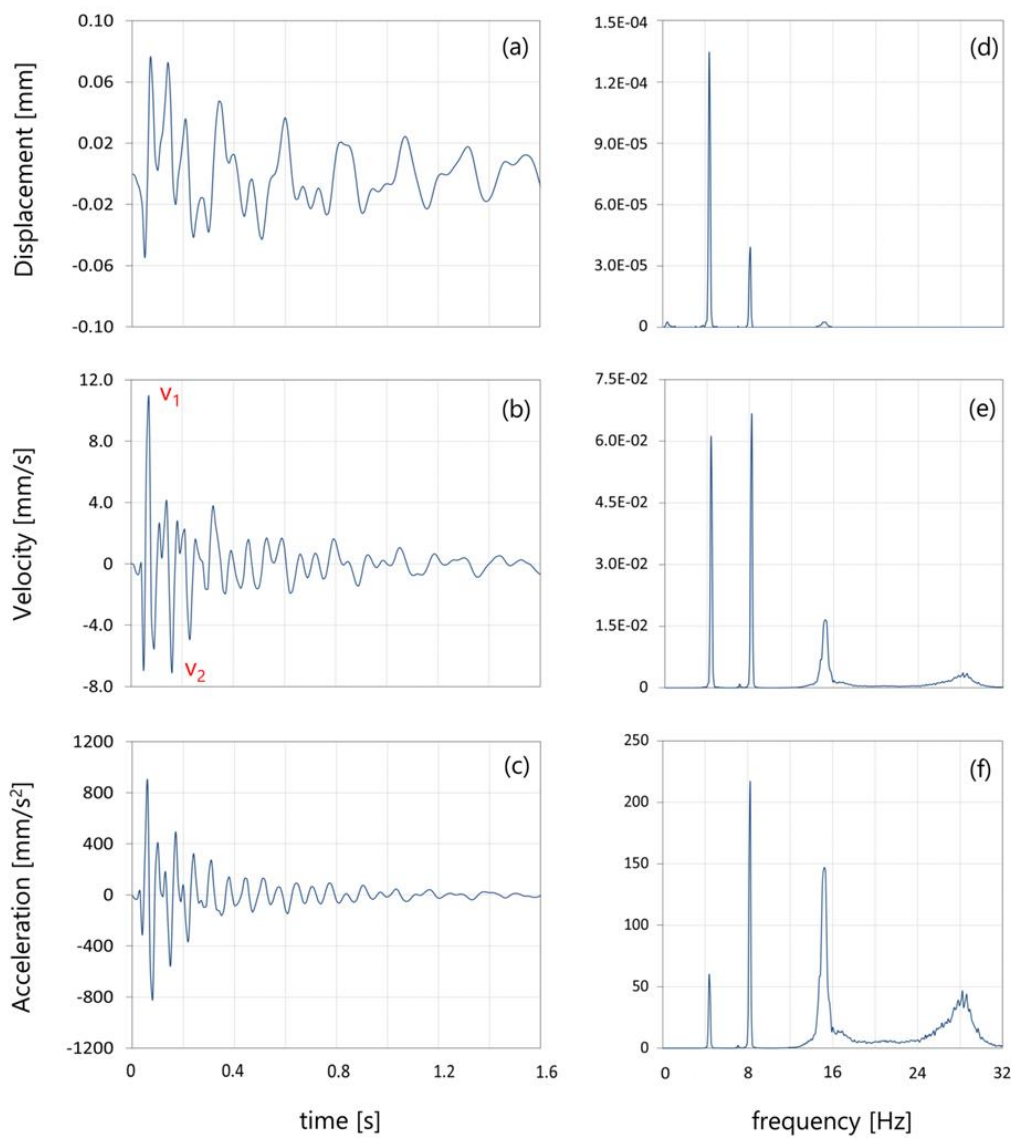 Displacement [mm]
0.10
0.06
0.02
-0.02
-0.06
-0.10
(a)
1.5E-04
1.2E-04
9.0E-05
6.0E-05
3.0E-05
0
(d)
Velocity [mm/s]
12.0
8.0
4.0
0
-4.0
-8.0
v1
v2
(b)
7.5E-02
6.0E-02
4.5E-02
3.0E-02
1.5E-02
0
(e)
Acceleration [mm/s²]
1200
800
400
0
-400
-800
-1200
(c)
0 0.4 0.8 1.2 1.6
time [s]
250
200
150
100
50
0
(f)
0 8 16 24 32
frequency [Hz]